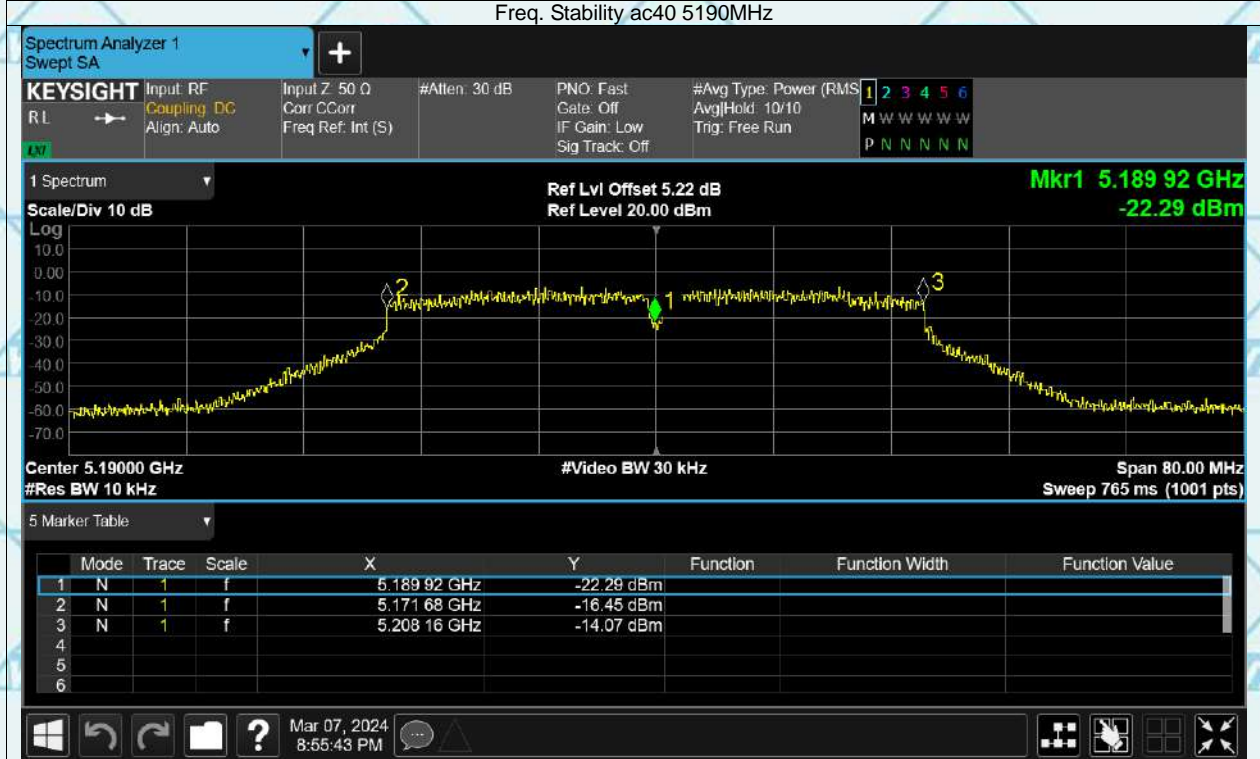 Freq. Stability ac40 5190MHz
Spectrum Analyzer 1
Swept SA
+
KEYSIGHT
R L
LXI
Input: RF
Coupling: DC
Align: Auto
Input Z: 50 Ω
Corr CCorr
Freq Ref: Int (S)
#Atten: 30 dB
PNO: Fast
Gate: Off
IF Gain: Low
Sig Track: Off
#Avg Type: Power (RMS
Avg|Hold: 10/10
Trig: Free Run
1 2 3 4 5 6
M W W W W W
P N N N N N
1 Spectrum
Scale/Div 10 dB
Ref Lvl Offset 5.22 dB
Ref Level 20.00 dBm
Mkr1 5.189 92 GHz
-22.29 dBm
Log
10.0
0.00
-10.0
-20.0
-30.0
-40.0
-50.0
-60.0
-70.0
2
1
3
Center 5.19000 GHz
#Res BW 10 kHz
#Video BW 30 kHz
Span 80.00 MHz
Sweep 765 ms (1001 pts)
5 Marker Table
Mode Trace Scale X Y Function Function Width Function Value
1 N 1 f 5.189 92 GHz -22.29 dBm
2 N 1 f 5.171 68 GHz -16.45 dBm
3 N 1 f 5.208 16 GHz -14.07 dBm
4
5
6
?
Mar 07, 2024
8:55:43 PM